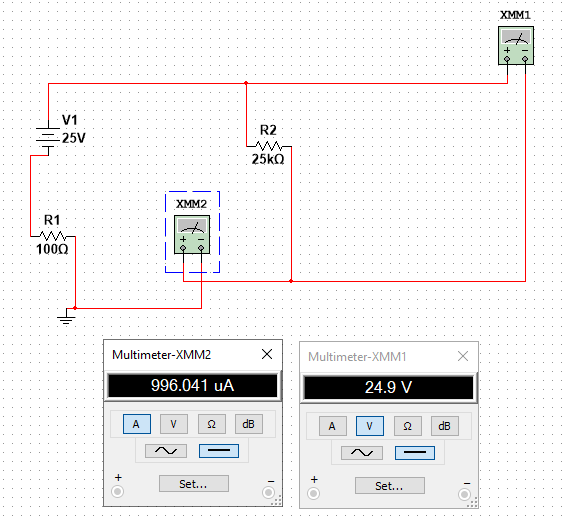 XMM1
+ −
V1
25V
R2
25kΩ
XMM2
+ −
R1
100Ω
Multimeter-XMM2 ×
996.041 uA
A V Ω dB
+ Set... −
Multimeter-XMM1 ×
24.9 V
A V Ω dB
+ Set... −